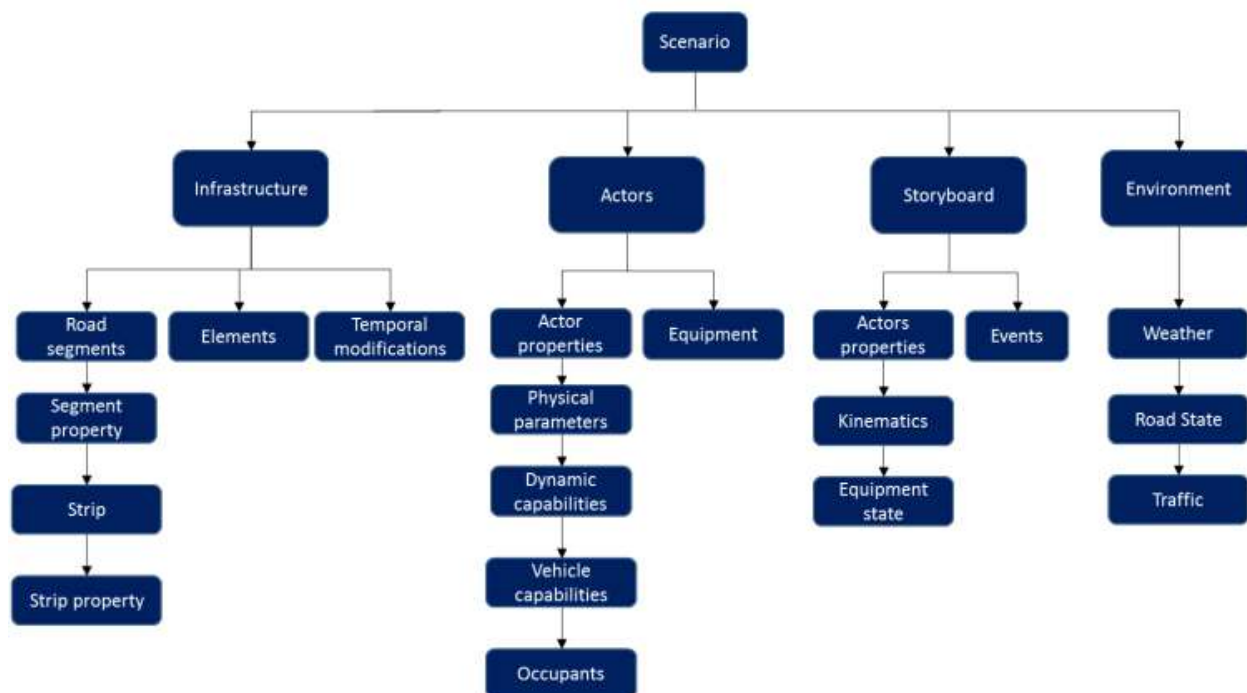 Scenario
Infrastructure
Actors
Storyboard
Environment
Road
segments
Elements
Temporal
modifications
Actor
properties
Equipment
Actors
properties
Events
Weather
Segment
property
Physical
parameters
Kinematics
Road State
Strip
Dynamic
capabilities
Equipment
state
Traffic
Strip property
Vehicle
capabilities
Occupants